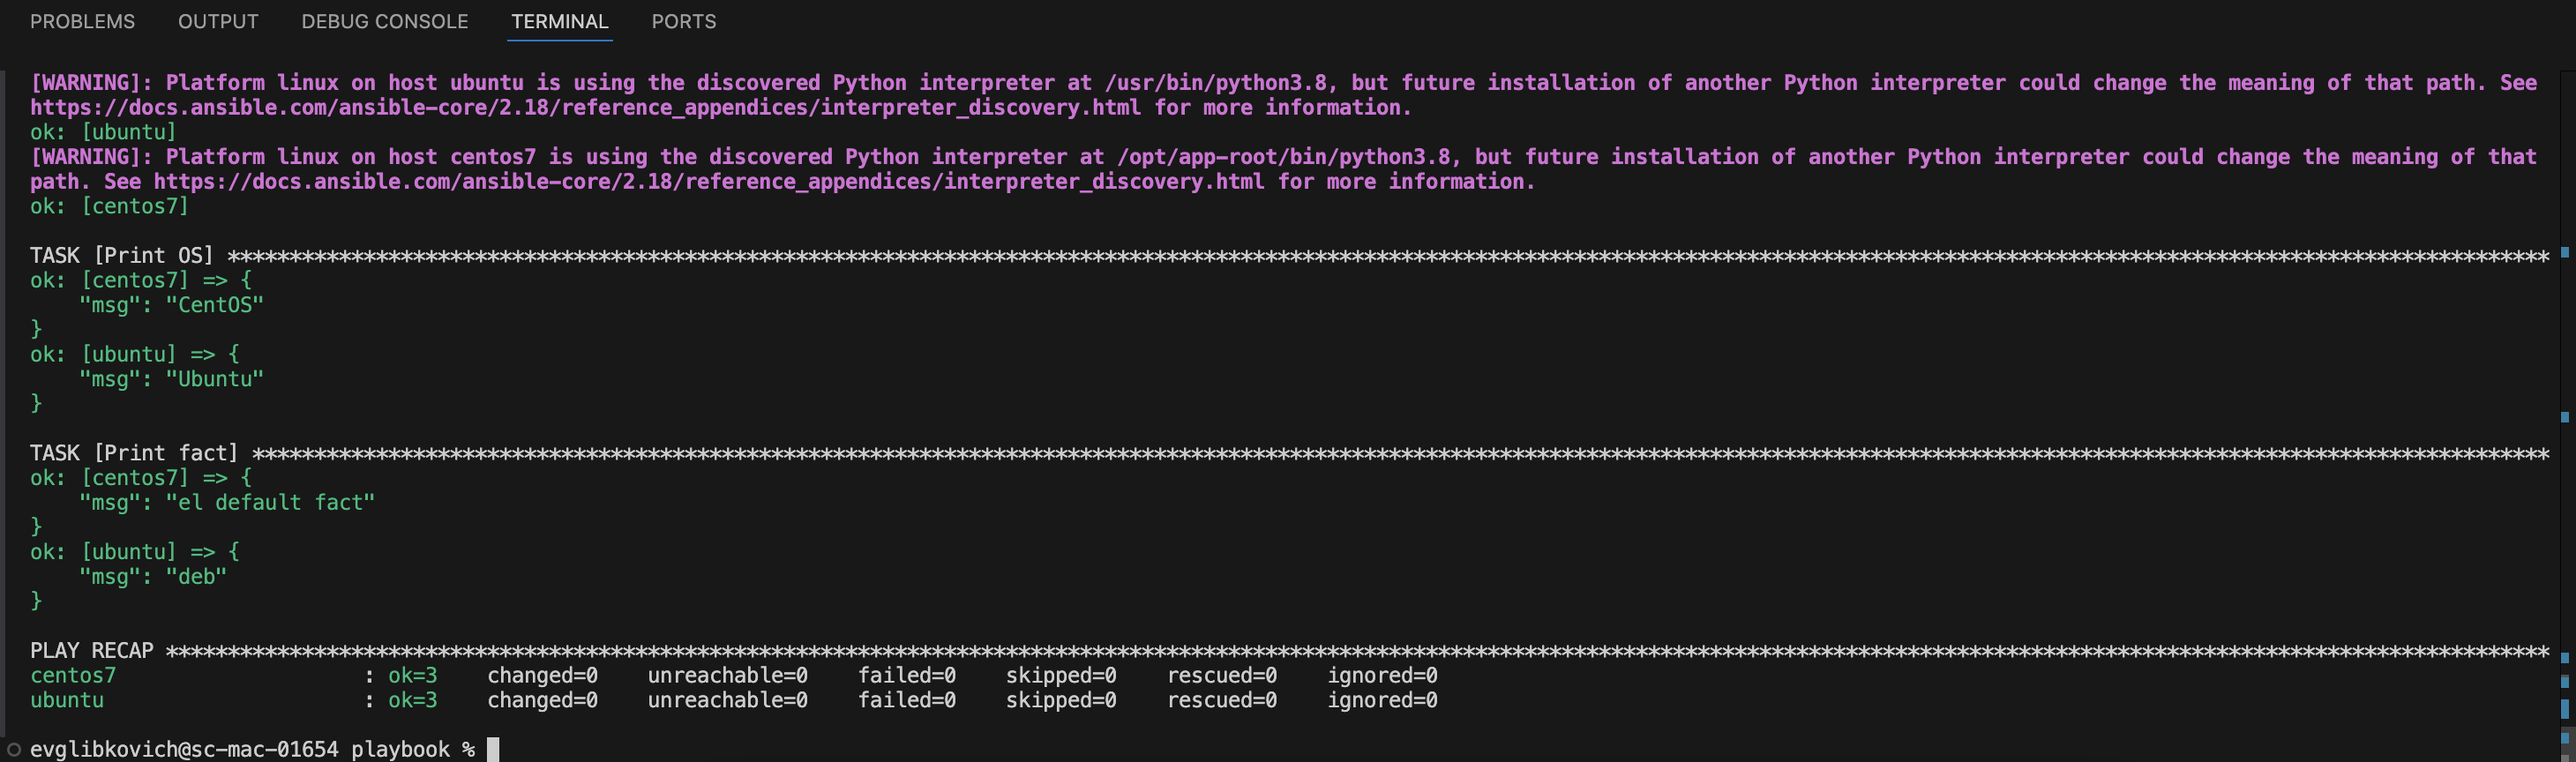 PROBLEMS OUTPUT DEBUG CONSOLE TERMINAL PORTS
[WARNING]: Platform linux on host ubuntu is using the discovered Python interpreter at /usr/bin/python3.8, but future installation of another Python interpreter could change the meaning of that path. See
https://docs.ansible.com/ansible-core/2.18/reference_appendices/interpreter_discovery.html for more information.
ok: [ubuntu]
[WARNING]: Platform linux on host centos7 is using the discovered Python interpreter at /opt/app-root/bin/python3.8, but future installation of another Python interpreter could change the meaning of that
path. See https://docs.ansible.com/ansible-core/2.18/reference_appendices/interpreter_discovery.html for more information.
ok: [centos7]
TASK [Print OS] ********************************************************************************************************************************************************************************************
ok: [centos7] => {
    "msg": "CentOS"
}
ok: [ubuntu] => {
    "msg": "Ubuntu"
}
TASK [Print fact] ******************************************************************************************************************************************************************************************
ok: [centos7] => {
    "msg": "el default fact"
}
ok: [ubuntu] => {
    "msg": "deb"
}
PLAY RECAP *************************************************************************************************************************************************************************************************
centos7                    : ok=3    changed=0    unreachable=0    failed=0    skipped=0    rescued=0    ignored=0
ubuntu                     : ok=3    changed=0    unreachable=0    failed=0    skipped=0    rescued=0    ignored=0
evglibkovich@sc-mac-01654 playbook %